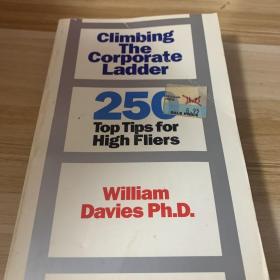 Climbing
The
Corporate
Ladder
250
Top Tips for
High Fliers
William
Davies Ph.D.